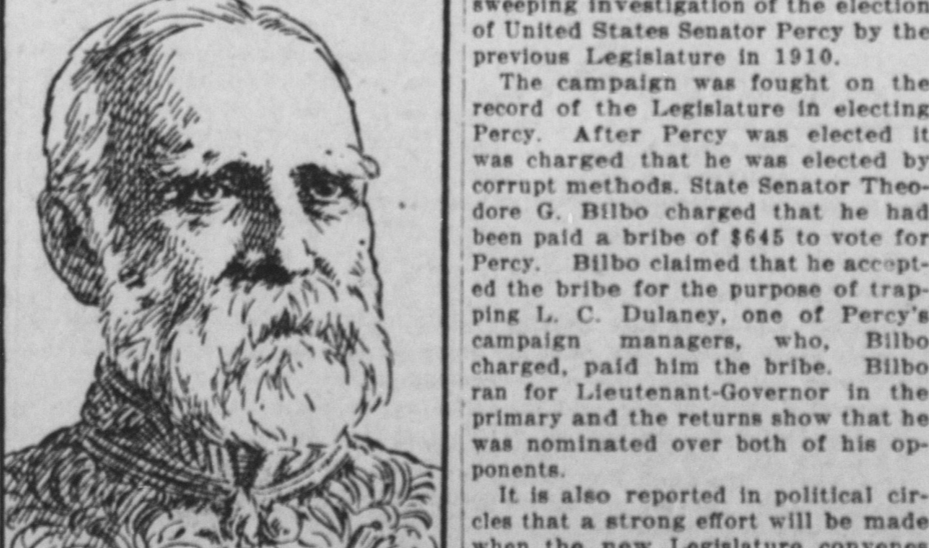 sweeping investigation of the election
of United States Senator Percy by the
previous Legislature in 1910.
The campaign was fought on the
record of the Legislature in electing
Percy. After Percy was elected it
was charged that he was elected by
corrupt methods. State Senator Theo-
dore G. Bilbo charged that he had
been paid a bribe of $645 to vote for
Percy. Bilbo claimed that he accept-
ed the bribe for the purpose of trap-
ping L. C. Dulaney, one of Percy's
campaign managers, who, Bilbo
charged, paid him the bribe. Bilbo
ran for Lieutenant-Governor in the
primary and the returns show that he
was nominated over both of his op-
ponents.
It is also reported in political cir-
cles that a strong effort will be made
when the new Legislature convenes